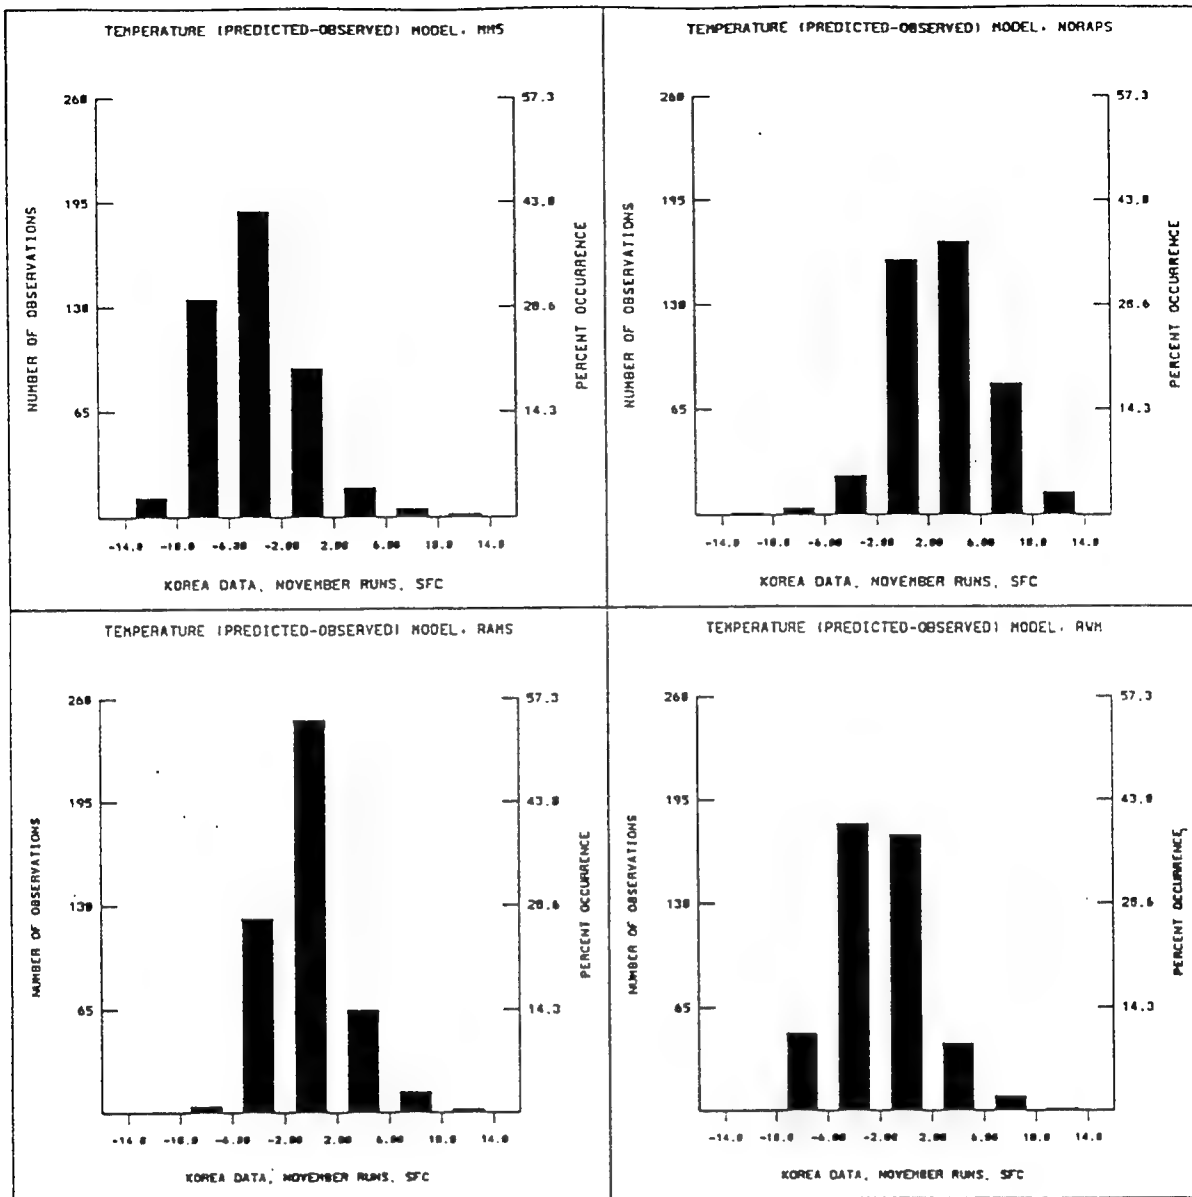 TEMPERATURE (PREDICTED-OBSERVED) MODEL. MM5
260
195
130
65
57.3
43.0
28.6
14.3
NUMBER OF OBSERVATIONS
PERCENT OCCURRENCE
-14.0 -10.0 -6.00 -2.00 2.00 6.00 10.0 14.0
KOREA DATA, NOVEMBER RUNS, SFC
TEMPERATURE (PREDICTED-OBSERVED) MODEL. NORAPS
260
195
130
65
57.3
43.0
28.6
14.3
NUMBER OF OBSERVATIONS
PERCENT OCCURRENCE
-14.0 -10.0 -6.00 -2.00 2.00 6.00 10.0 14.0
KOREA DATA, NOVEMBER RUNS, SFC
TEMPERATURE (PREDICTED-OBSERVED) MODEL. RAMS
260
195
130
65
57.3
43.0
28.6
14.3
NUMBER OF OBSERVATIONS
PERCENT OCCURRENCE
-14.0 -10.0 -6.00 -2.00 2.00 6.00 10.0 14.0
KOREA DATA, NOVEMBER RUNS, SFC
TEMPERATURE (PREDICTED-OBSERVED) MODEL. RWM
260
195
130
65
57.3
43.0
28.6
14.3
NUMBER OF OBSERVATIONS
PERCENT OCCURRENCE
-14.0 -10.0 -6.00 -2.00 2.00 6.00 10.0 14.0
KOREA DATA, NOVEMBER RUNS, SFC